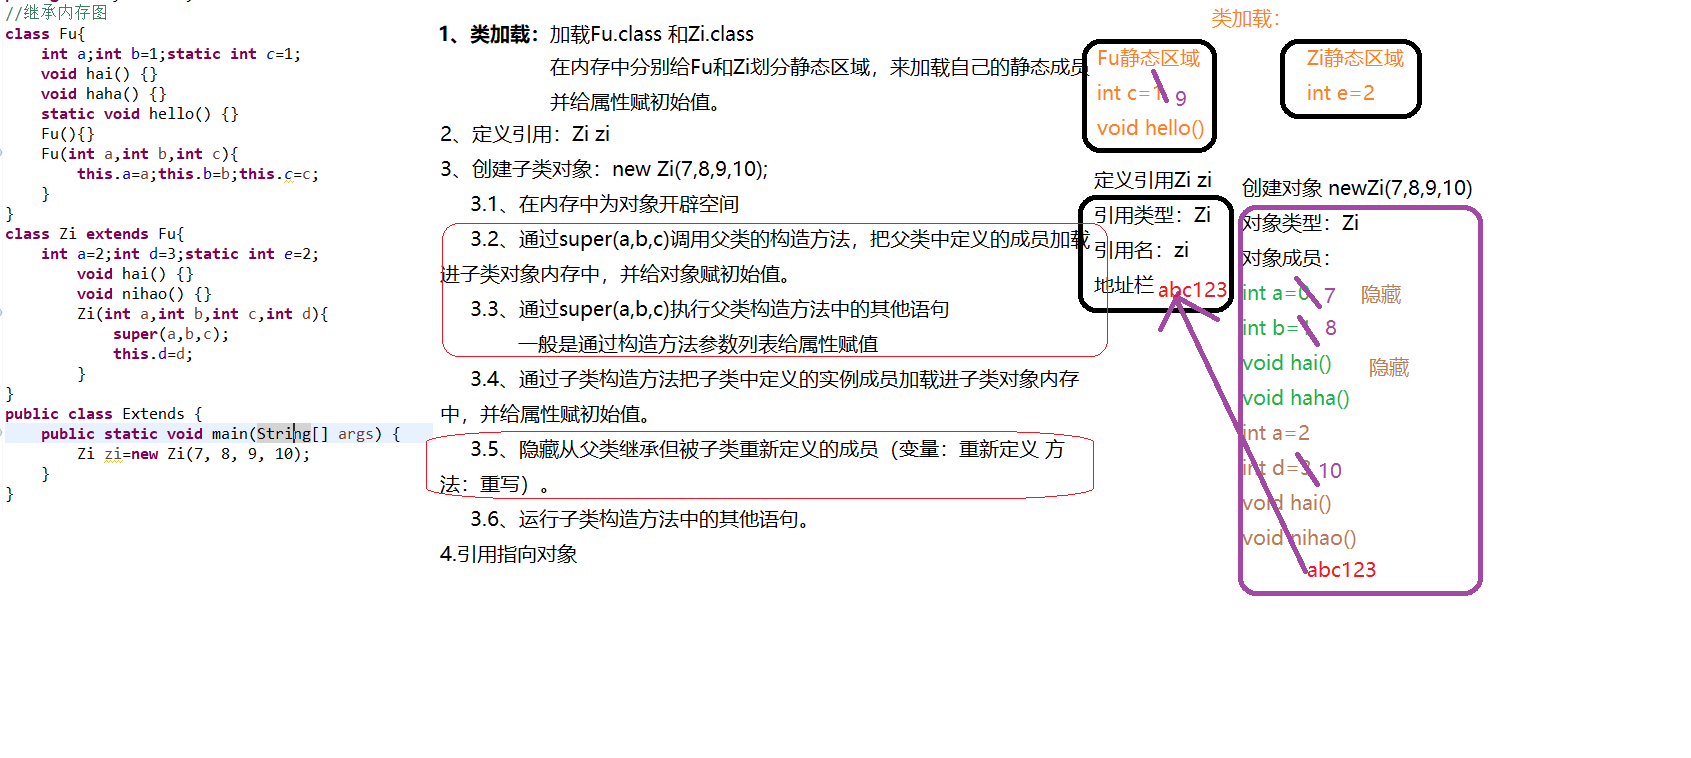 //继承内存图
class Fu{
int a;int b=1;static int c=1;
void hai() {}
void haha() {}
static void hello() {}
Fu(){}
Fu(int a,int b,int c){
this.a=a;this.b=b;this.c=c;
}
}
class Zi extends Fu{
int a=2;int d=3;static int e=2;
void hai() {}
void nihao() {}
Zi(int a,int b,int c,int d){
super(a,b,c);
this.d=d;
}
}
public class Extends {
public static void main(String[] args) {
Zi zi=new Zi(7, 8, 9, 10);
}
}
1、类加载：加载Fu.class 和Zi.class
在内存中分别给Fu和Zi划分静态区域，来加载自己的静态成员
并给属性赋初始值。
2、定义引用：Zi zi
3、创建子类对象：new Zi(7,8,9,10);
3.1、在内存中为对象开辟空间
3.2、通过super(a,b,c)调用父类的构造方法，把父类中定义的成员加载
进子类对象内存中，并给对象赋初始值。
3.3、通过super(a,b,c)执行父类构造方法中的其他语句
一般是通过构造方法参数列表给属性赋值
3.4、通过子类构造方法把子类中定义的实例成员加载进子类对象内存
中，并给属性赋初始值。
3.5、隐藏从父类继承但被子类重新定义的成员（变量：重新定义 方
法：重写）。
3.6、运行子类构造方法中的其他语句。
4.引用指向对象
类加载：
Fu静态区域
int c=1 9
void hello()
Zi静态区域
int e=2
定义引用Zi zi
引用类型：Zi
引用名：zi
地址栏 abc123
创建对象 newZi(7,8,9,10)
对象类型：Zi
对象成员：
int a=0 7 隐藏
int b=1 8
void hai() 隐藏
void haha()
int a=2
int d=3 10
void hai()
void nihao()
abc123